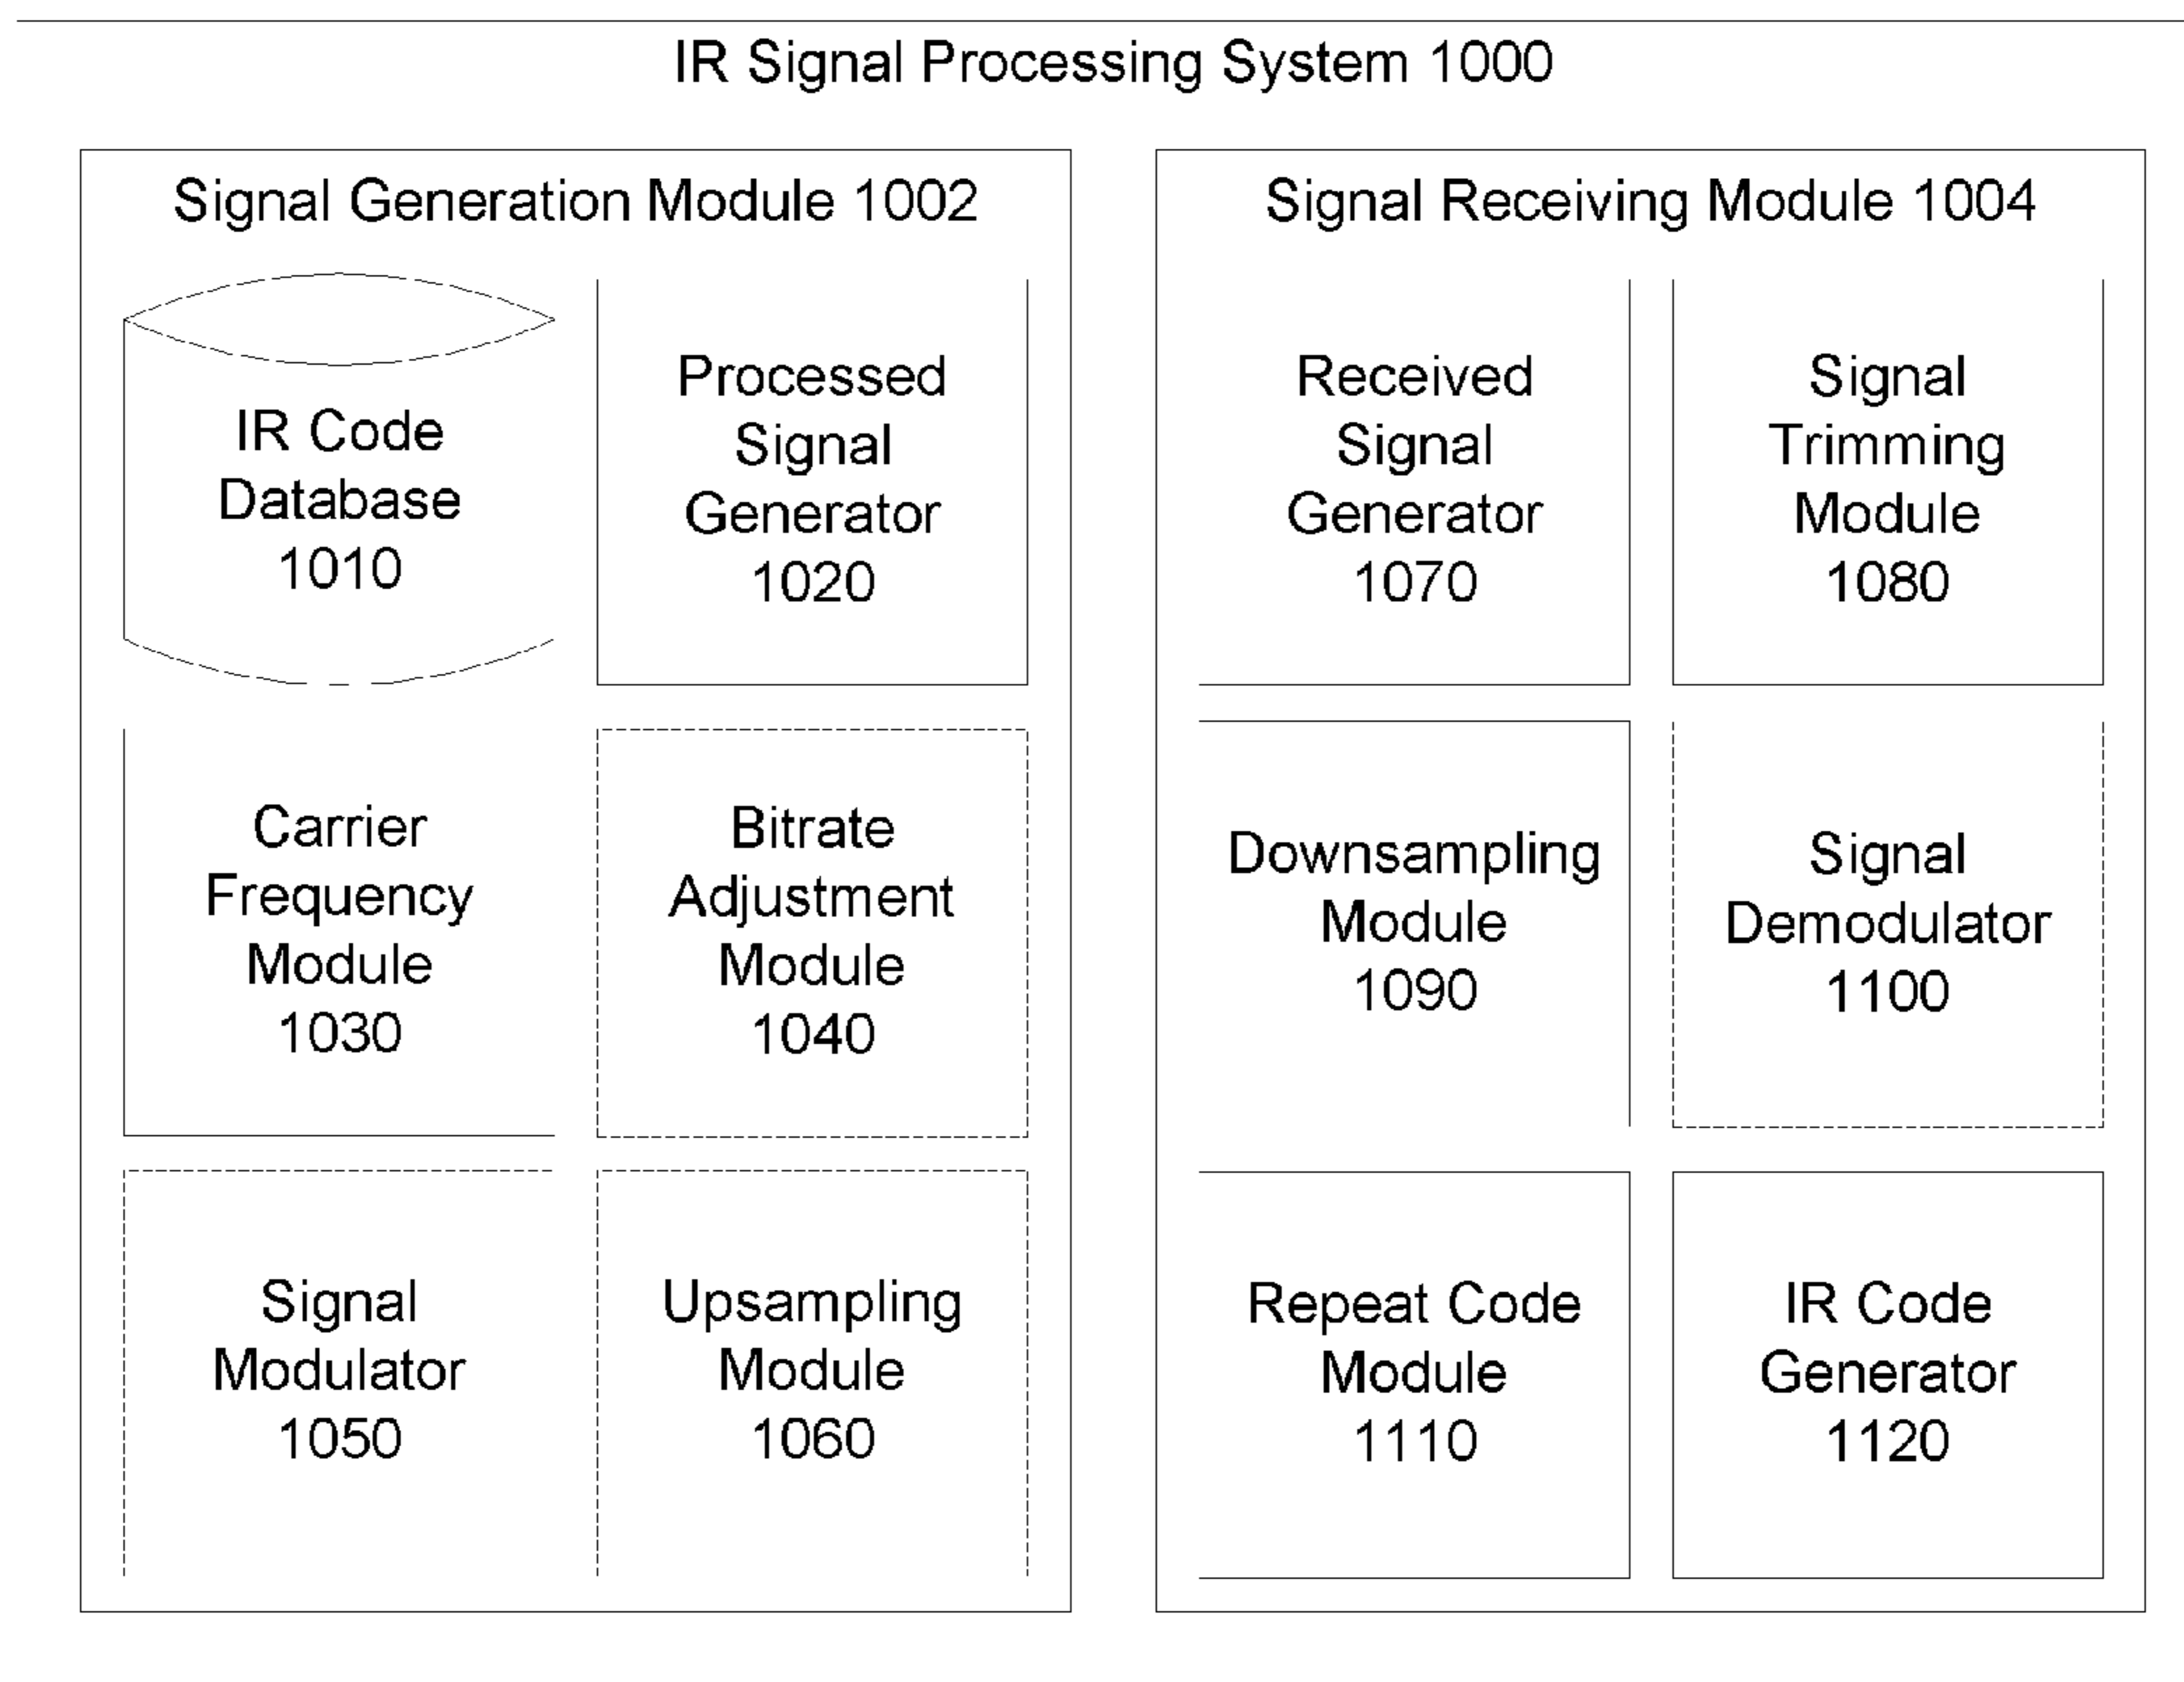 IR Signal Processing System 1000
Signal Generation Module 1002
IR Code
Database
1010
Processed
Signal
Generator
1020
Carrier
Frequency
Module
1030
Bitrate
Adjustment
Module
1040
Signal
Modulator
1050
Upsampling
Module
1060
Signal Receiving Module 1004
Received
Signal
Generator
1070
Signal
Trimming
Module
1080
Downsampling
Module
1090
Signal
Demodulator
1100
Repeat Code
Module
1110
IR Code
Generator
1120